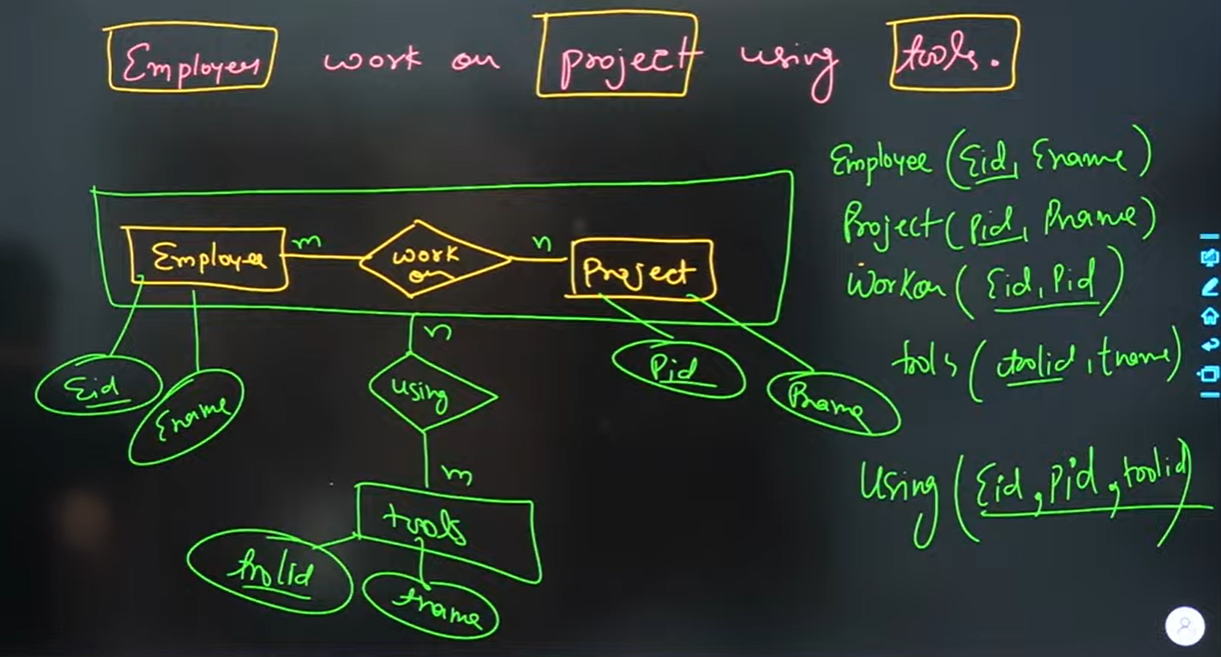 Employees work on project using tools.
Employee (Eid, Ename)
Project (Pid, Pname)
Workon (Eid, Pid)
tools (toolid, tname)
Using (Eid, Pid, toolid)
Employee m work on n Project
n
Eid Ename using Pid Pname
m
tools
toolid tname